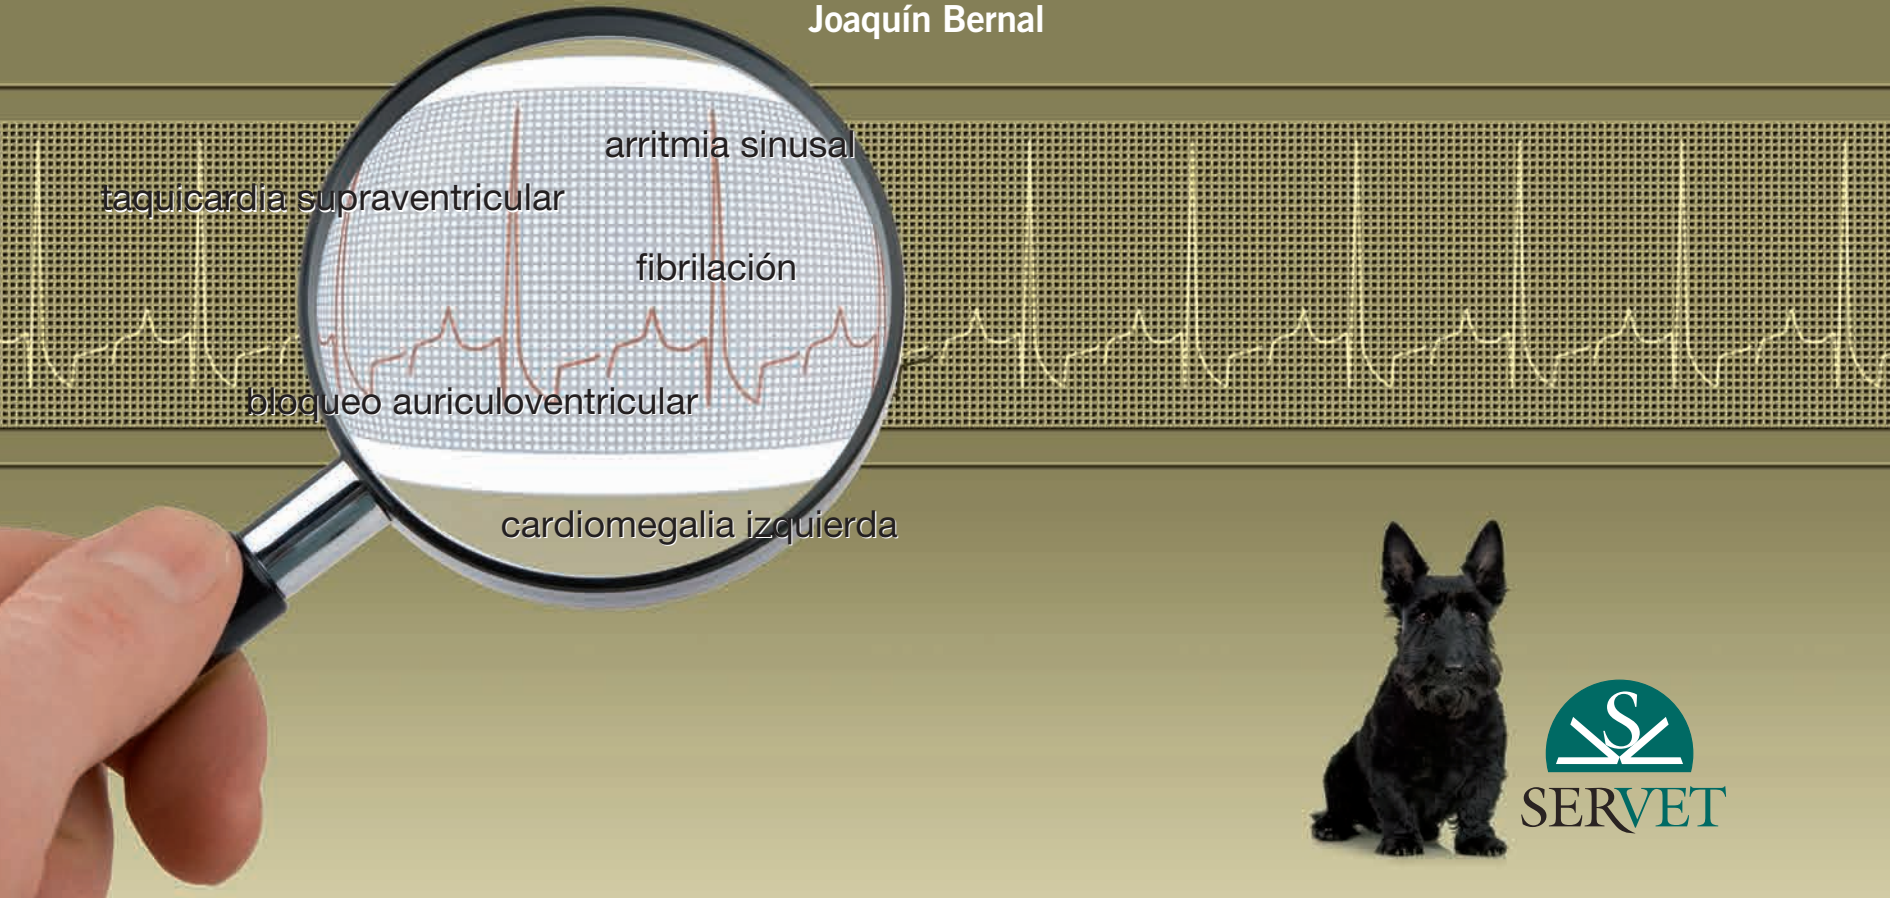 Joaquín Bernal
arritmia sinusal
taquicardia supraventricular
fibrilación
bloqueo auriculoventricular
cardiomegalia izquierda
S
SERVET